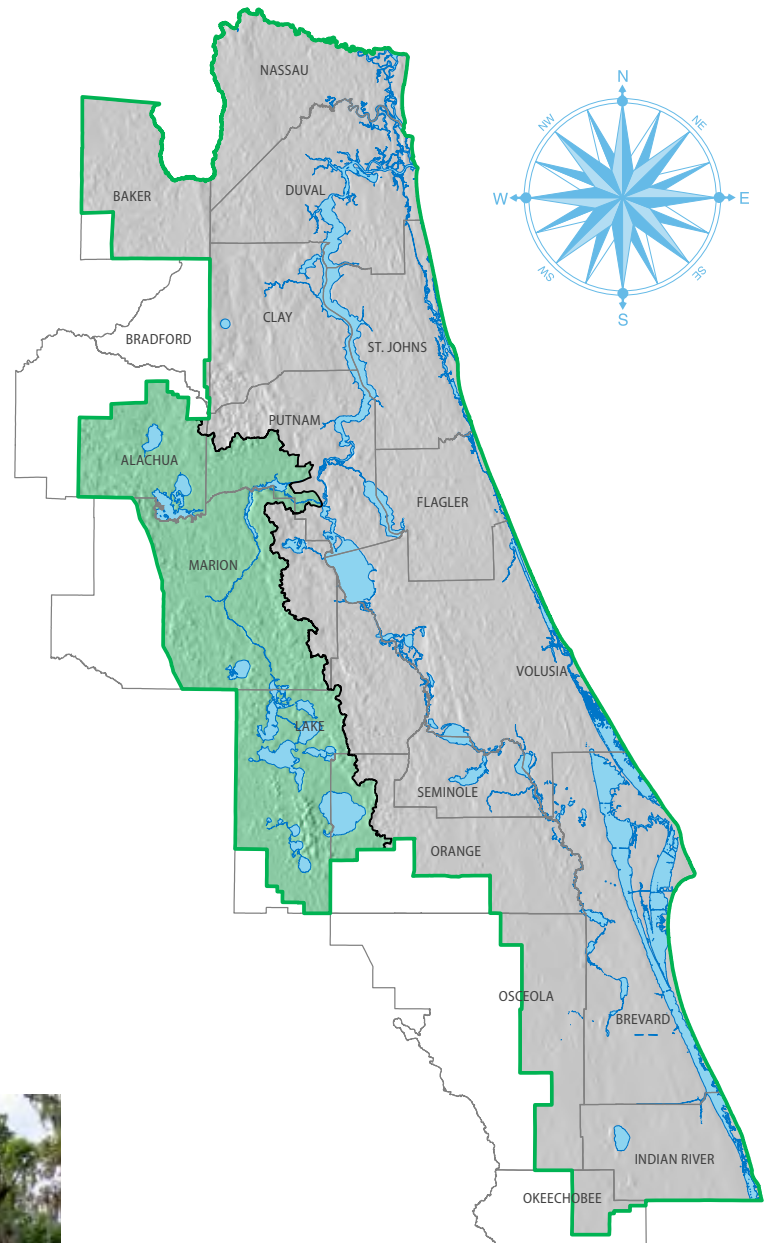 NASSAU
N
NW
NE
BAKER
DUVAL
W
E
SW
SE
S
CLAY
BRADFORD
ST. JOHNS
PUTNAM
ALACHUA
FLAGLER
MARION
VOLUSIA
LAKE
SEMINOLE
ORANGE
OSCEOLA
BREVARD
INDIAN RIVER
OKEECHOBEE